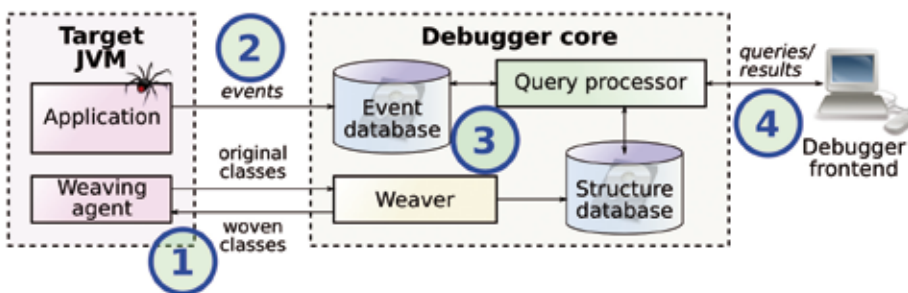 Target
JVM
Application
Weaving
agent
1
2
events
original
classes
woven
classes
Debugger core
Event
database
3
Query processor
Weaver
Structure
database
queries/
results
4
Debugger
frontend